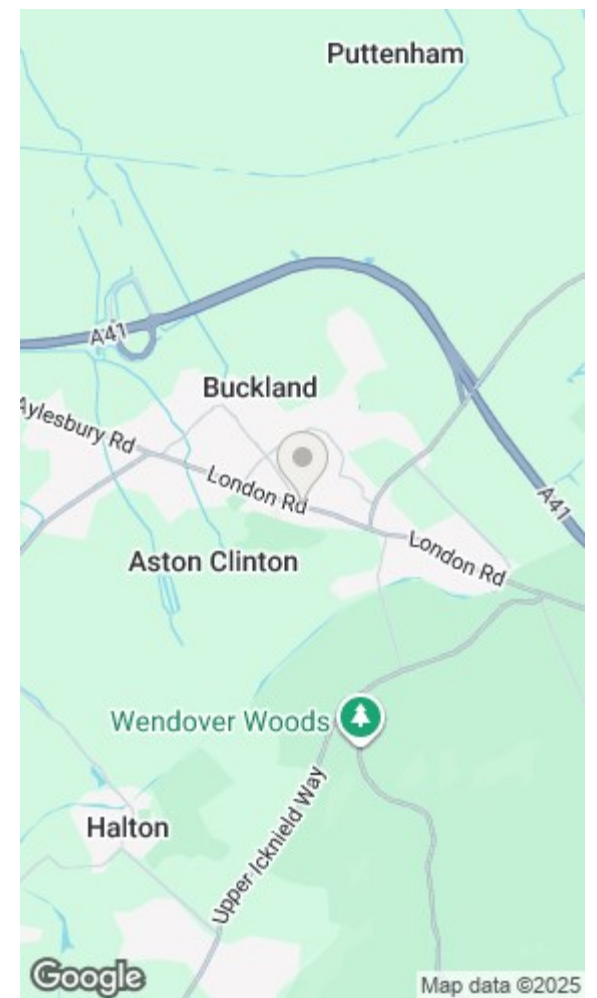 Puttenham
A41
Buckland
Aylesbury Rd
London Rd
A41
London Rd
Aston Clinton
Wendover Woods
Upper Icknield Way
Halton
Google
Map data ©2025